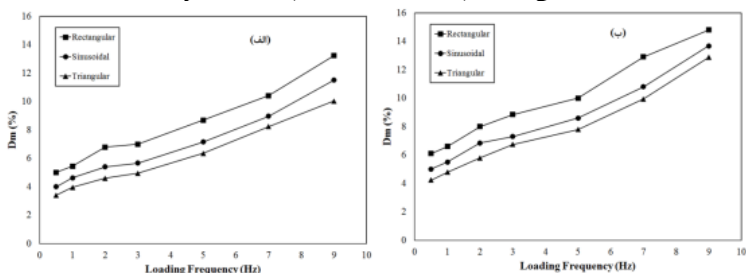 16
14
12
10
8
6
4
2
0
Dm (%)
Rectangular
Sinusoidal
Triangular
(الف)
0 1 2 3 4 5 6 7 8 9 10
Loading Frequency (Hz)
16
14
12
10
8
6
4
2
0
Dm (%)
Rectangular
Sinusoidal
Triangular
(ب)
0 1 2 3 4 5 6 7 8 9 10
Loading Frequency (Hz)